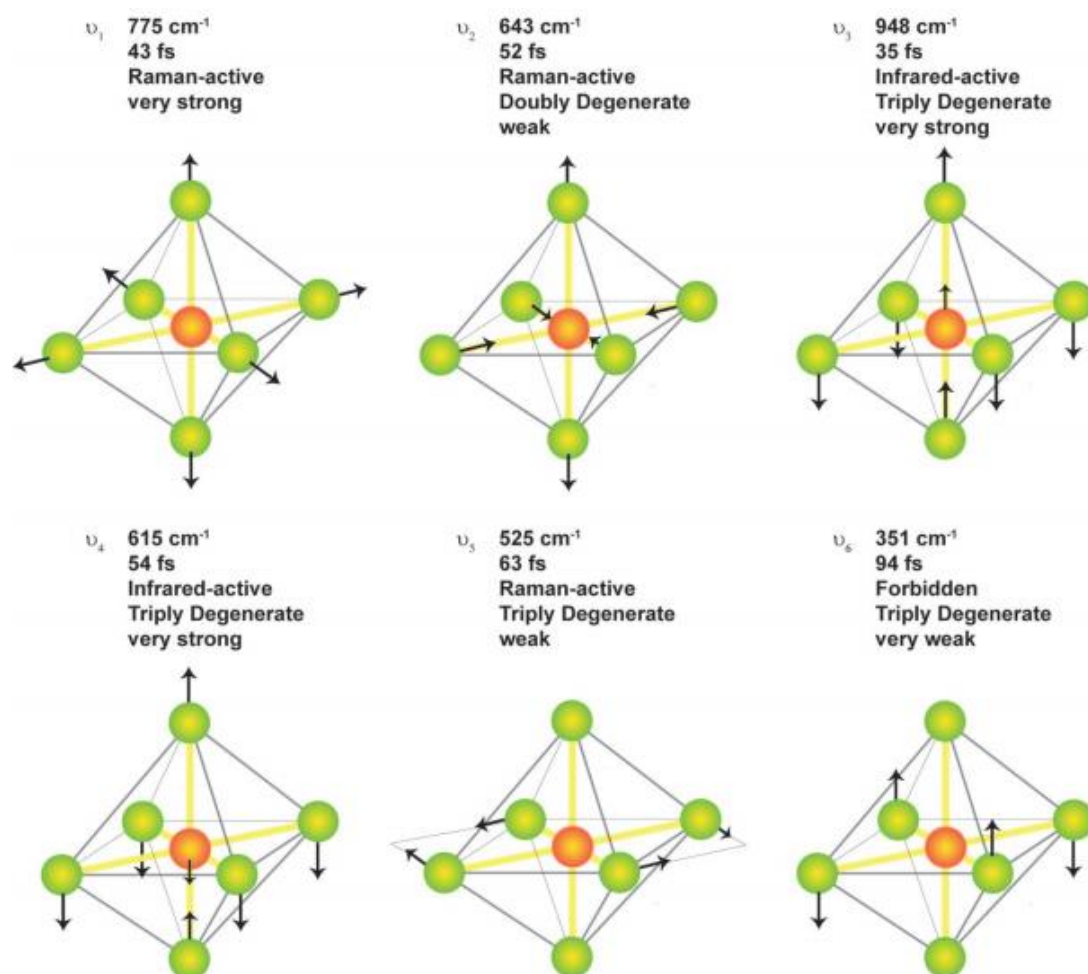 υ₁ 775 cm⁻¹
43 fs
Raman-active
very strong
υ₂ 643 cm⁻¹
52 fs
Raman-active
Doubly Degenerate
weak
υ₃ 948 cm⁻¹
35 fs
Infrared-active
Triply Degenerate
very strong
υ₄ 615 cm⁻¹
54 fs
Infrared-active
Triply Degenerate
very strong
υ₅ 525 cm⁻¹
63 fs
Raman-active
Triply Degenerate
weak
υ₆ 351 cm⁻¹
94 fs
Forbidden
Triply Degenerate
very weak